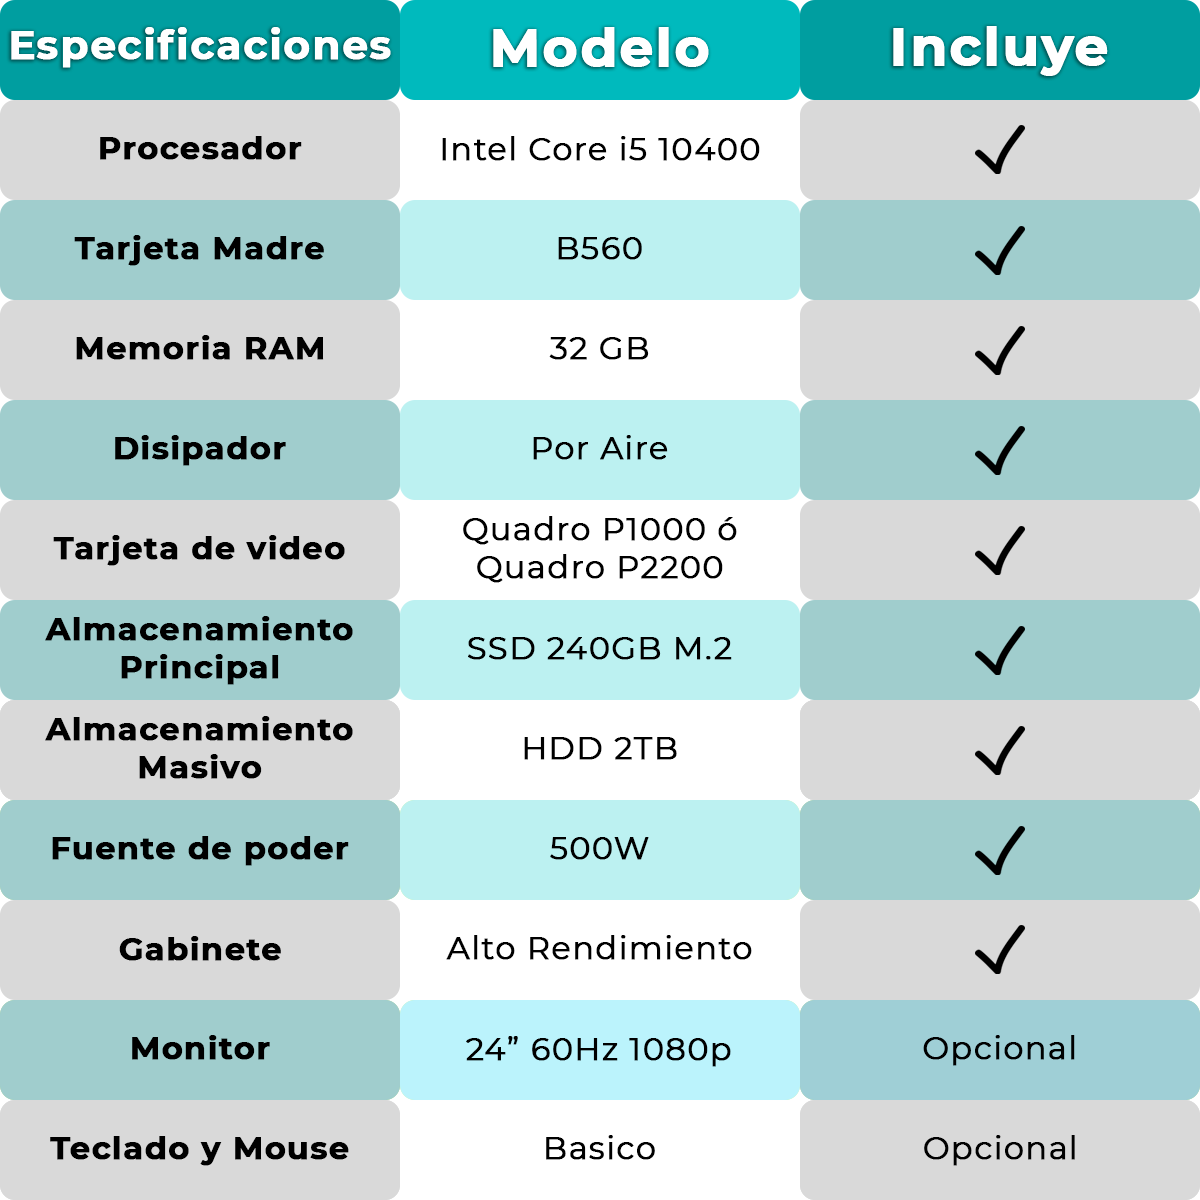 Especificaciones Modelo Incluye
Procesador Intel Core i5 10400 ✓
Tarjeta Madre B560 ✓
Memoria RAM 32 GB ✓
Disipador Por Aire ✓
Tarjeta de video Quadro P1000 ó
Quadro P2200 ✓
Almacenamiento
Principal SSD 240GB M.2 ✓
Almacenamiento
Masivo HDD 2TB ✓
Fuente de poder 500W ✓
Gabinete Alto Rendimiento ✓
Monitor 24” 60Hz 1080p Opcional
Teclado y Mouse Basico Opcional